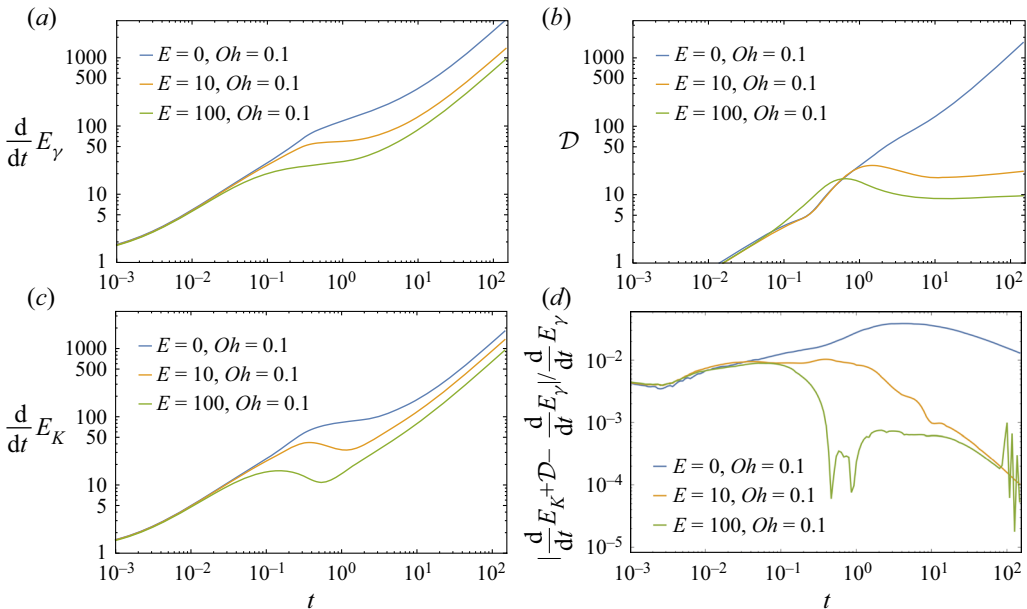 (a)
d/dt E_γ
1000
500
100
50
10
5
1
E = 0, Oh = 0.1
E = 10, Oh = 0.1
E = 100, Oh = 0.1
10^−3 10^−2 10^−1 10^0 10^1 10^2
(b)
𝒟
1000
500
100
50
10
5
1
E = 0, Oh = 0.1
E = 10, Oh = 0.1
E = 100, Oh = 0.1
10^−3 10^−2 10^−1 10^0 10^1 10^2
(c)
d/dt E_K
1000
500
100
50
10
5
1
E = 0, Oh = 0.1
E = 10, Oh = 0.1
E = 100, Oh = 0.1
10^−3 10^−2 10^−1 10^0 10^1 10^2
t
(d)
|d/dt E_K + 𝒟 − d/dt E_γ|/d/dt E_γ
10^−2
10^−3
10^−4
10^−5
E = 0, Oh = 0.1
E = 10, Oh = 0.1
E = 100, Oh = 0.1
10^−3 10^−2 10^−1 10^0 10^1 10^2
t